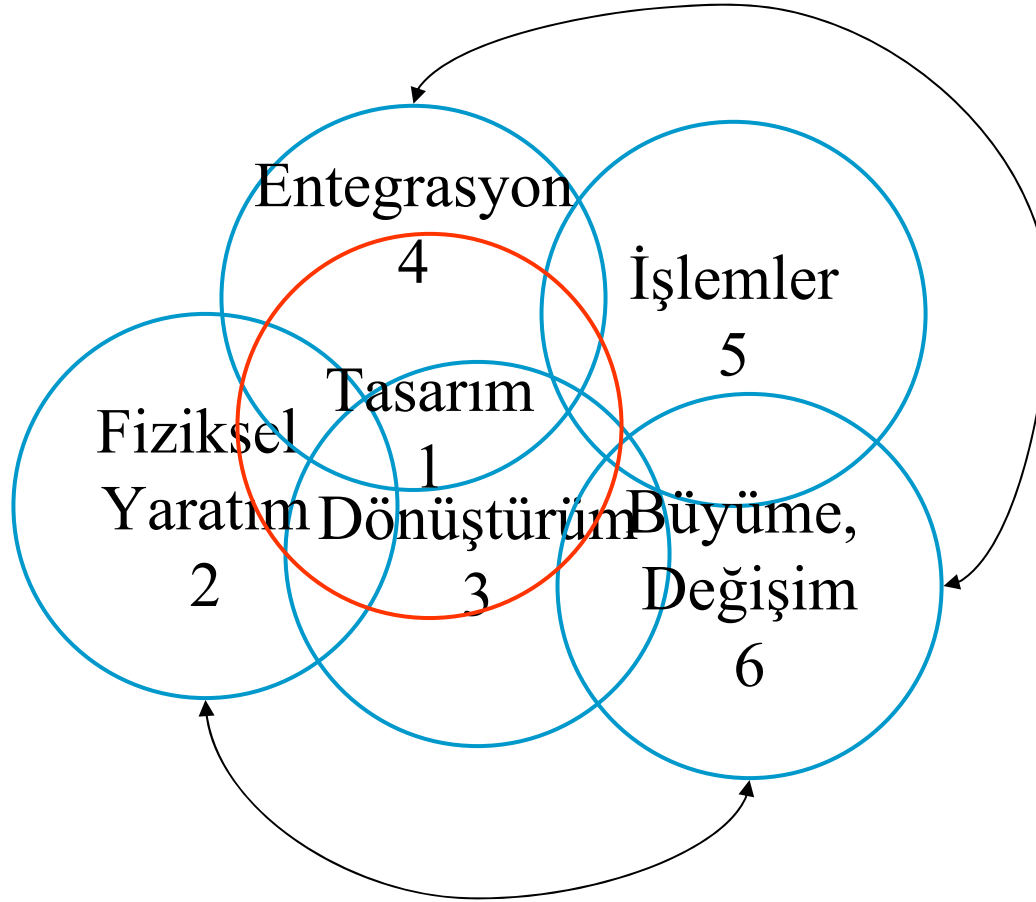 Entegrasyon
4
İşlemler
5
Tasarım
1
Fiziksel
Yaratım
2
Dönüştürüm
3
Büyüme,
Değişim
6